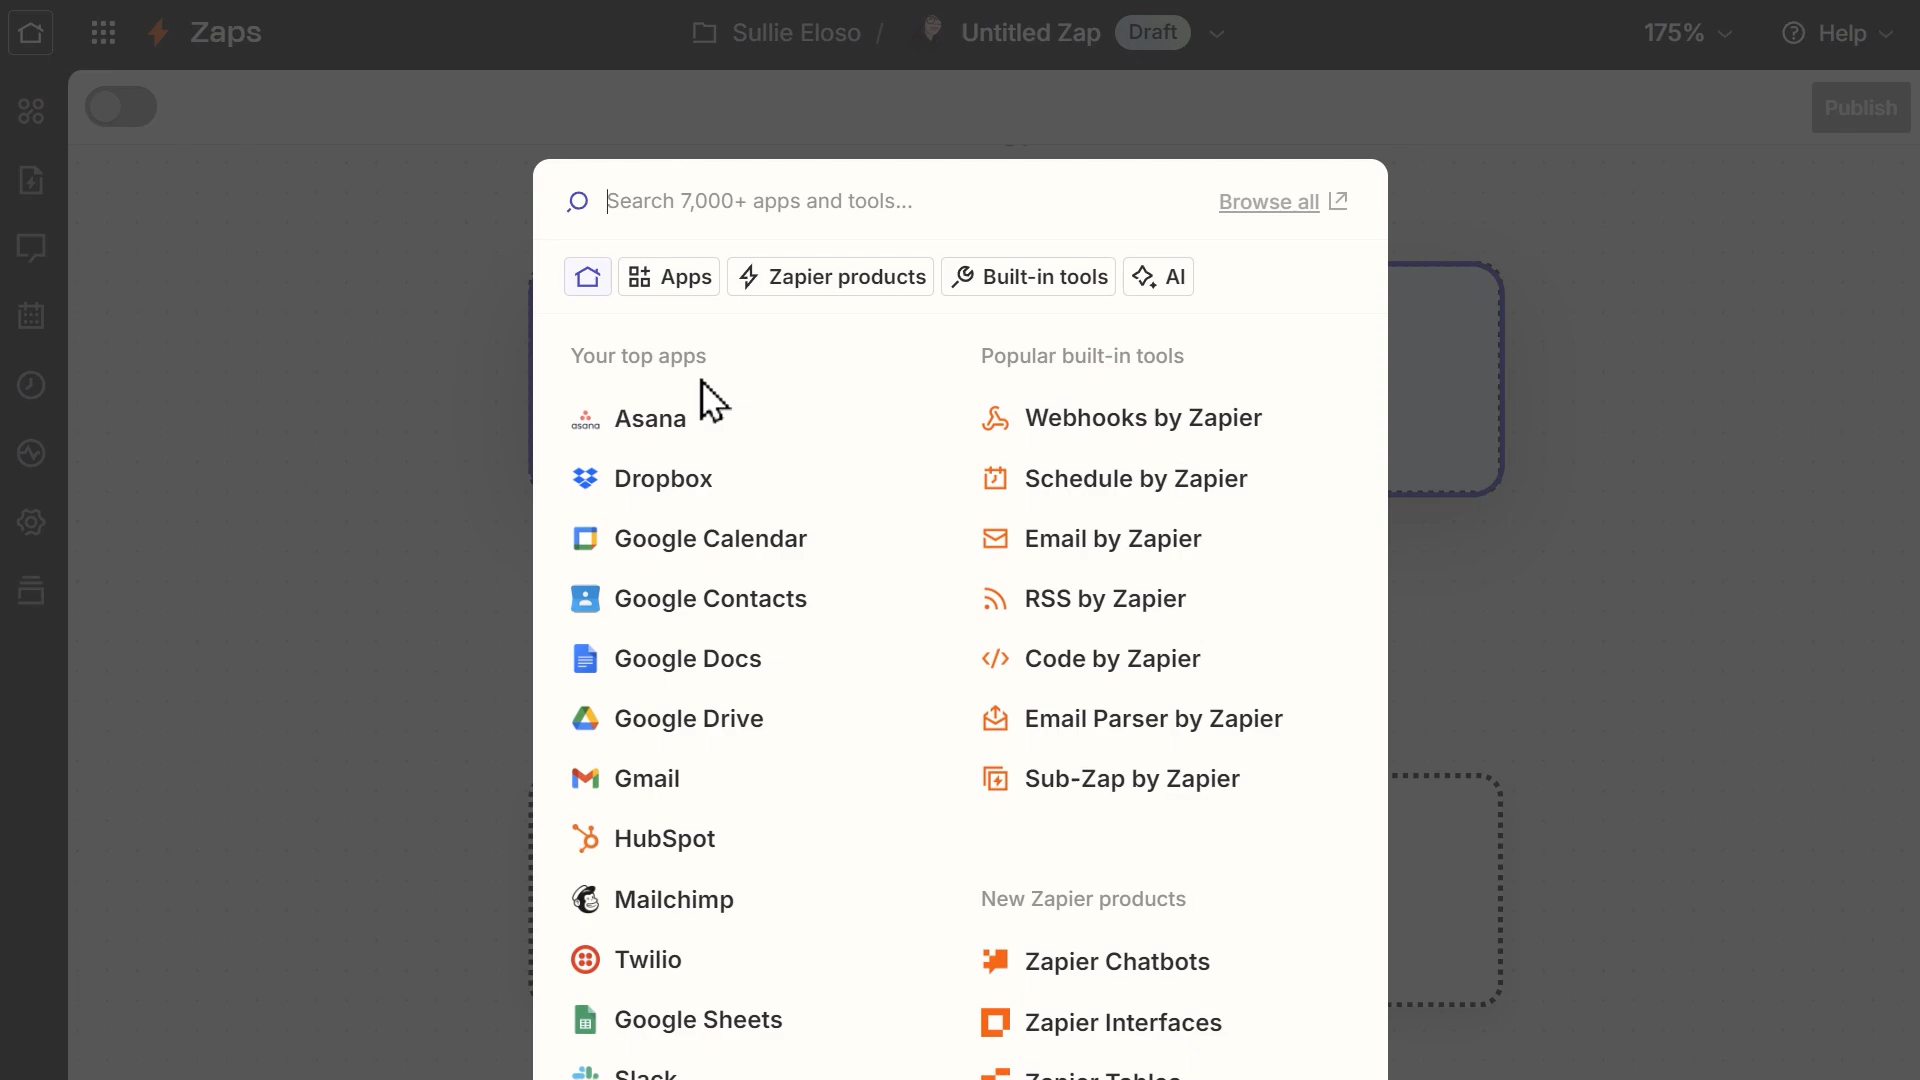 Zaps
Sullie Eloso / Untitled Zap Draft
175%
Help
Publish
Search 7,000+ apps and tools...
Browse all
Apps
Zapier products
Built-in tools
AI
Your top apps
asana Asana
Dropbox
Google Calendar
Google Contacts
Google Docs
Google Drive
Gmail
HubSpot
Mailchimp
Twilio
Google Sheets
Slack
Popular built-in tools
Webhooks by Zapier
Schedule by Zapier
Email by Zapier
RSS by Zapier
Code by Zapier
Email Parser by Zapier
Sub-Zap by Zapier
New Zapier products
Zapier Chatbots
Zapier Interfaces
Zapier Tables